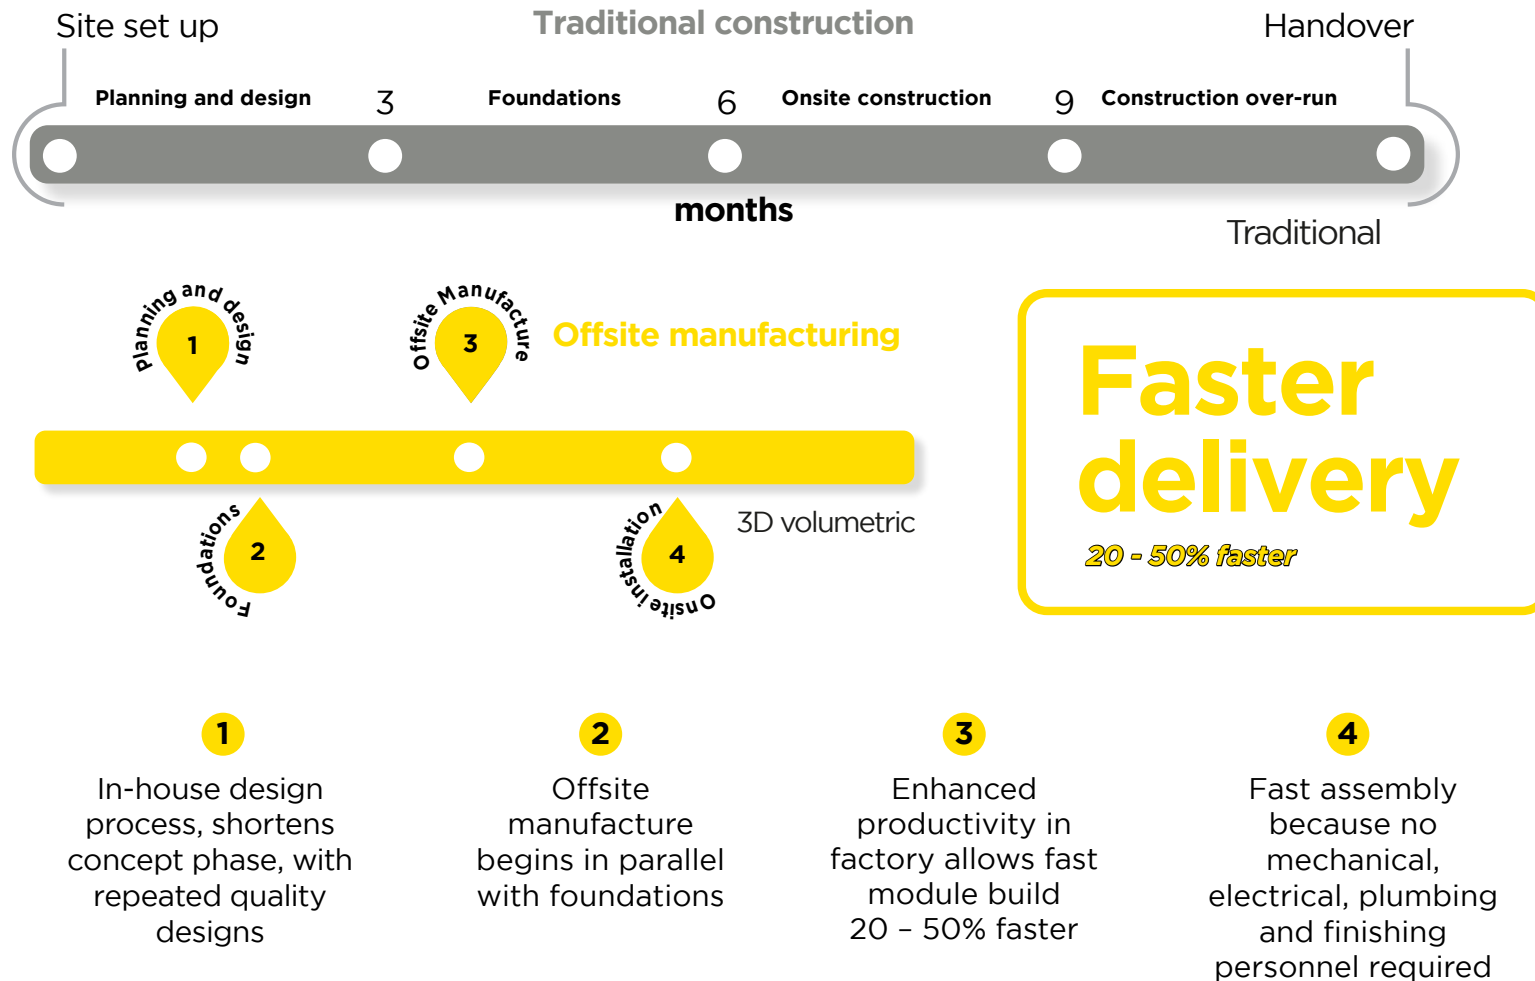 Site set up
Traditional construction
Handover
Planning and design
3
Foundations
6
Onsite construction
9
Construction over-run
months
Traditional
Planning and design
1
Offsite Manufacture
3
Offsite manufacturing
Foundations
2
Onsite installation
4
3D volumetric
Faster
delivery
20 - 50% faster
1
In-house design
process, shortens
concept phase, with
repeated quality
designs
2
Offsite
manufacture
begins in parallel
with foundations
3
Enhanced
productivity in
factory allows fast
module build
20 – 50% faster
4
Fast assembly
because no
mechanical,
electrical, plumbing
and finishing
personnel required